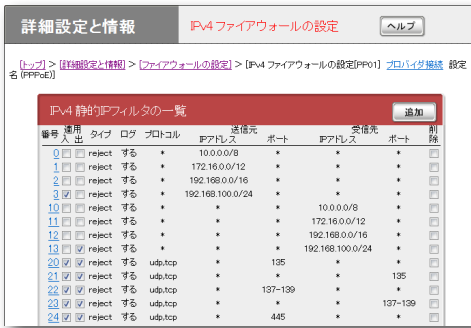 詳細設定と情報
IPv4 ファイアウォールの設定
ヘルプ
[トップ] > [詳細設定と情報] > [ファイアウォールの設定] > [IPv4 ファイアウォールの設定[PP01] プロバイダ接続 設定
名(PPPoE)]
IPv4 静的IPフィルタの一覧
追加
番号 適用 入 出 タイプ ログ プロトコル 送信元 IPアドレス ポート 受信先 IPアドレス ポート 削除
0 reject する * 10.0.0.0/8 * * *
1 reject する * 172.16.0.0/12 * * *
2 reject する * 192.168.0.0/16 * * *
3 reject する * 192.168.100.0/24 * * *
10 reject する * * * 10.0.0.0/8 *
11 reject する * * * 172.16.0.0/12 *
12 reject する * * * 192.168.0.0/16 *
13 reject する * * * 192.168.100.0/24 *
20 reject する udp,tcp * 135 * *
21 reject する udp,tcp * * * 135
22 reject する udp,tcp * 137-139 * *
23 reject する udp,tcp * * * 137-139
24 reject する udp,tcp * 445 * *